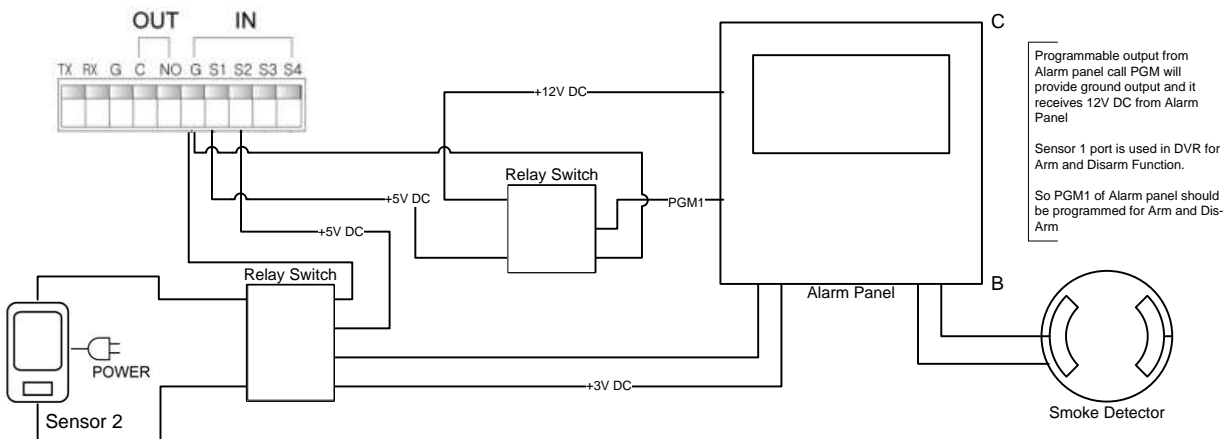 OUT IN
TX RX G C NO G S1 S2 S3 S4
C
Programmable output from
Alarm panel call PGM will
provide ground output and it
receives 12V DC from Alarm
Panel
Sensor 1 port is used in DVR for
Arm and Disarm Function.
So PGM1 of Alarm panel should
be programmed for Arm and Dis-
Arm
+12V DC
Relay Switch
+5V DC
PGM1
+5V DC
Relay Switch
B
Alarm Panel
POWER
+3V DC
Sensor 2
Smoke Detector